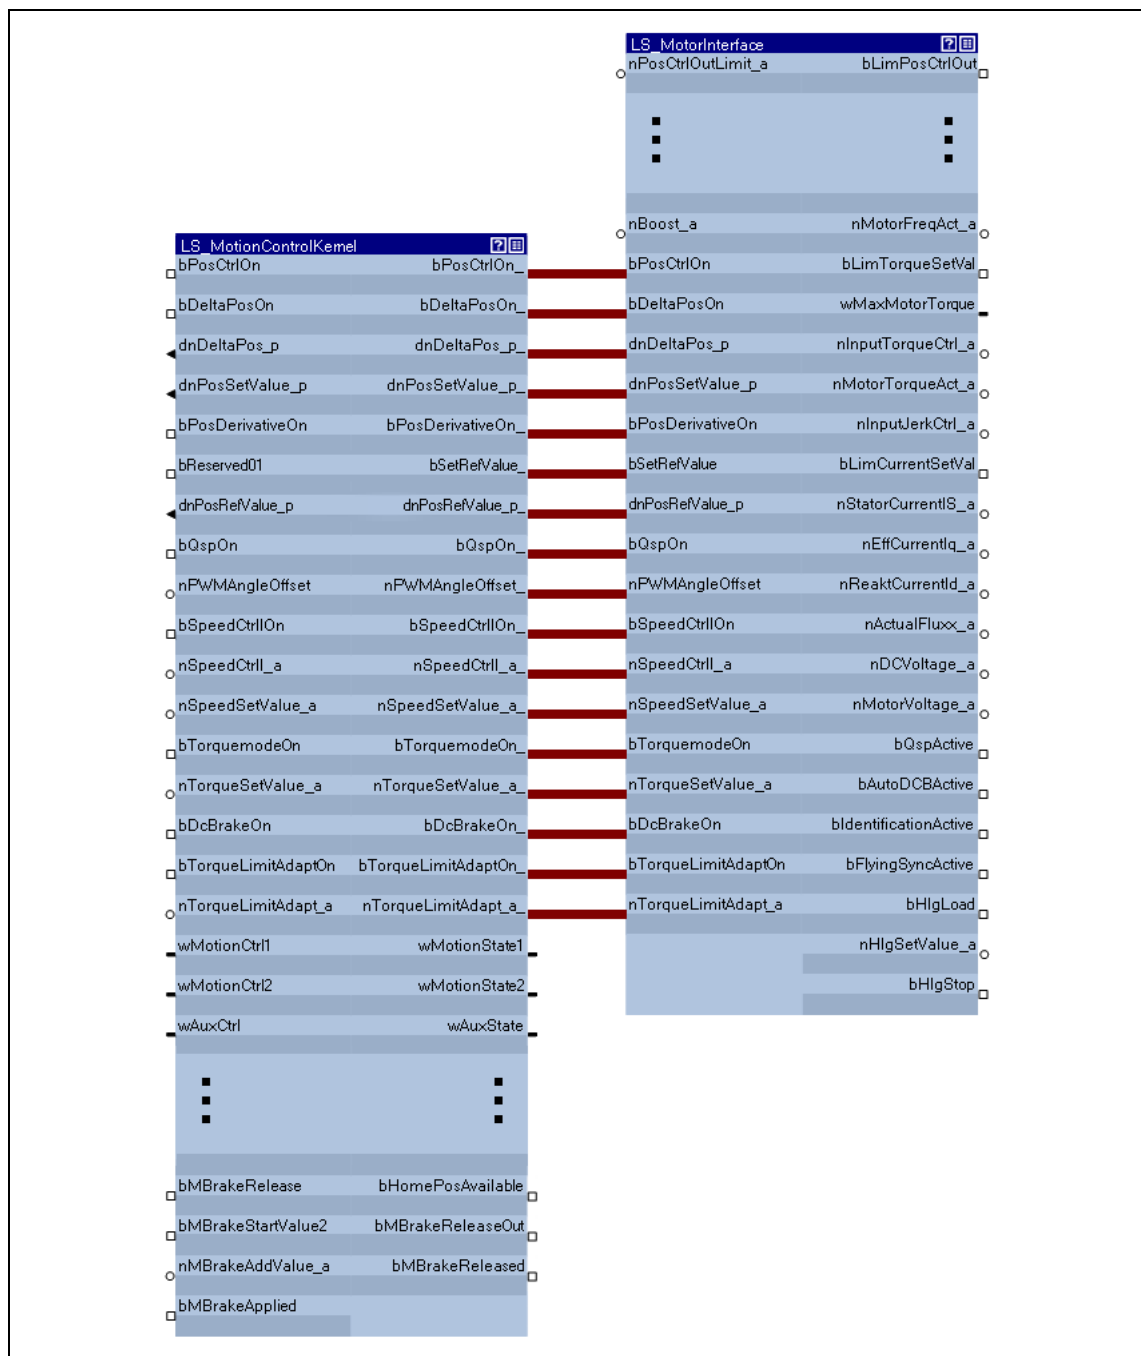 LS_MotorInterface
nPosCtrlOutLimit_a bLimPosCtrlOut
nBoost_a nMotorFreqAct_a
LS_MotionControlKernel
bPosCtrlOn bPosCtrlOn_ bPosCtrlOn bLimTorqueSetVal
bDeltaPosOn bDeltaPosOn_ bDeltaPosOn wMaxMotorTorque
dnDeltaPos_p dnDeltaPos_p_ dnDeltaPos_p nInputTorqueCtrl_a
dnPosSetValue_p dnPosSetValue_p_ dnPosSetValue_p nMotorTorqueAct_a
bPosDerivativeOn bPosDerivativeOn_ bPosDerivativeOn nInputJerkCtrl_a
bReserved01 bSetRefValue_ bSetRefValue bLimCurrentSetVal
dnPosRefValue_p dnPosRefValue_p_ dnPosRefValue_p nStatorCurrentIS_a
bQspOn bQspOn_ bQspOn nEffCurrentIq_a
nPWMAngleOffset nPWMAngleOffset_ nPWMAngleOffset nReaktCurrentId_a
bSpeedCtrlIOn bSpeedCtrlIOn_ bSpeedCtrlIOn nActualFluxx_a
nSpeedCtrlI_a nSpeedCtrlI_a_ nSpeedCtrlI_a nDCVoltage_a
nSpeedSetValue_a nSpeedSetValue_a_ nSpeedSetValue_a nMotorVoltage_a
bTorquemodeOn bTorquemodeOn_ bTorquemodeOn bQspActive
nTorqueSetValue_a nTorqueSetValue_a_ nTorqueSetValue_a bAutoDCBActive
bDcBrakeOn bDcBrakeOn_ bDcBrakeOn bIdentificationActive
bTorqueLimitAdaptOn bTorqueLimitAdaptOn_ bTorqueLimitAdaptOn bFlyingSyncActive
nTorqueLimitAdapt_a nTorqueLimitAdapt_a_ nTorqueLimitAdapt_a bHlgLoad
wMotionCtrl1 wMotionState1 nHlgSetValue_a
wMotionCtrl2 wMotionState2 bHlgStop
wAuxCtrl wAuxState
bMBrakeRelease bHomePosAvailable
bMBrakeStartValue2 bMBrakeReleaseOut
nMBrakeAddValue_a bMBrakeReleased
bMBrakeApplied